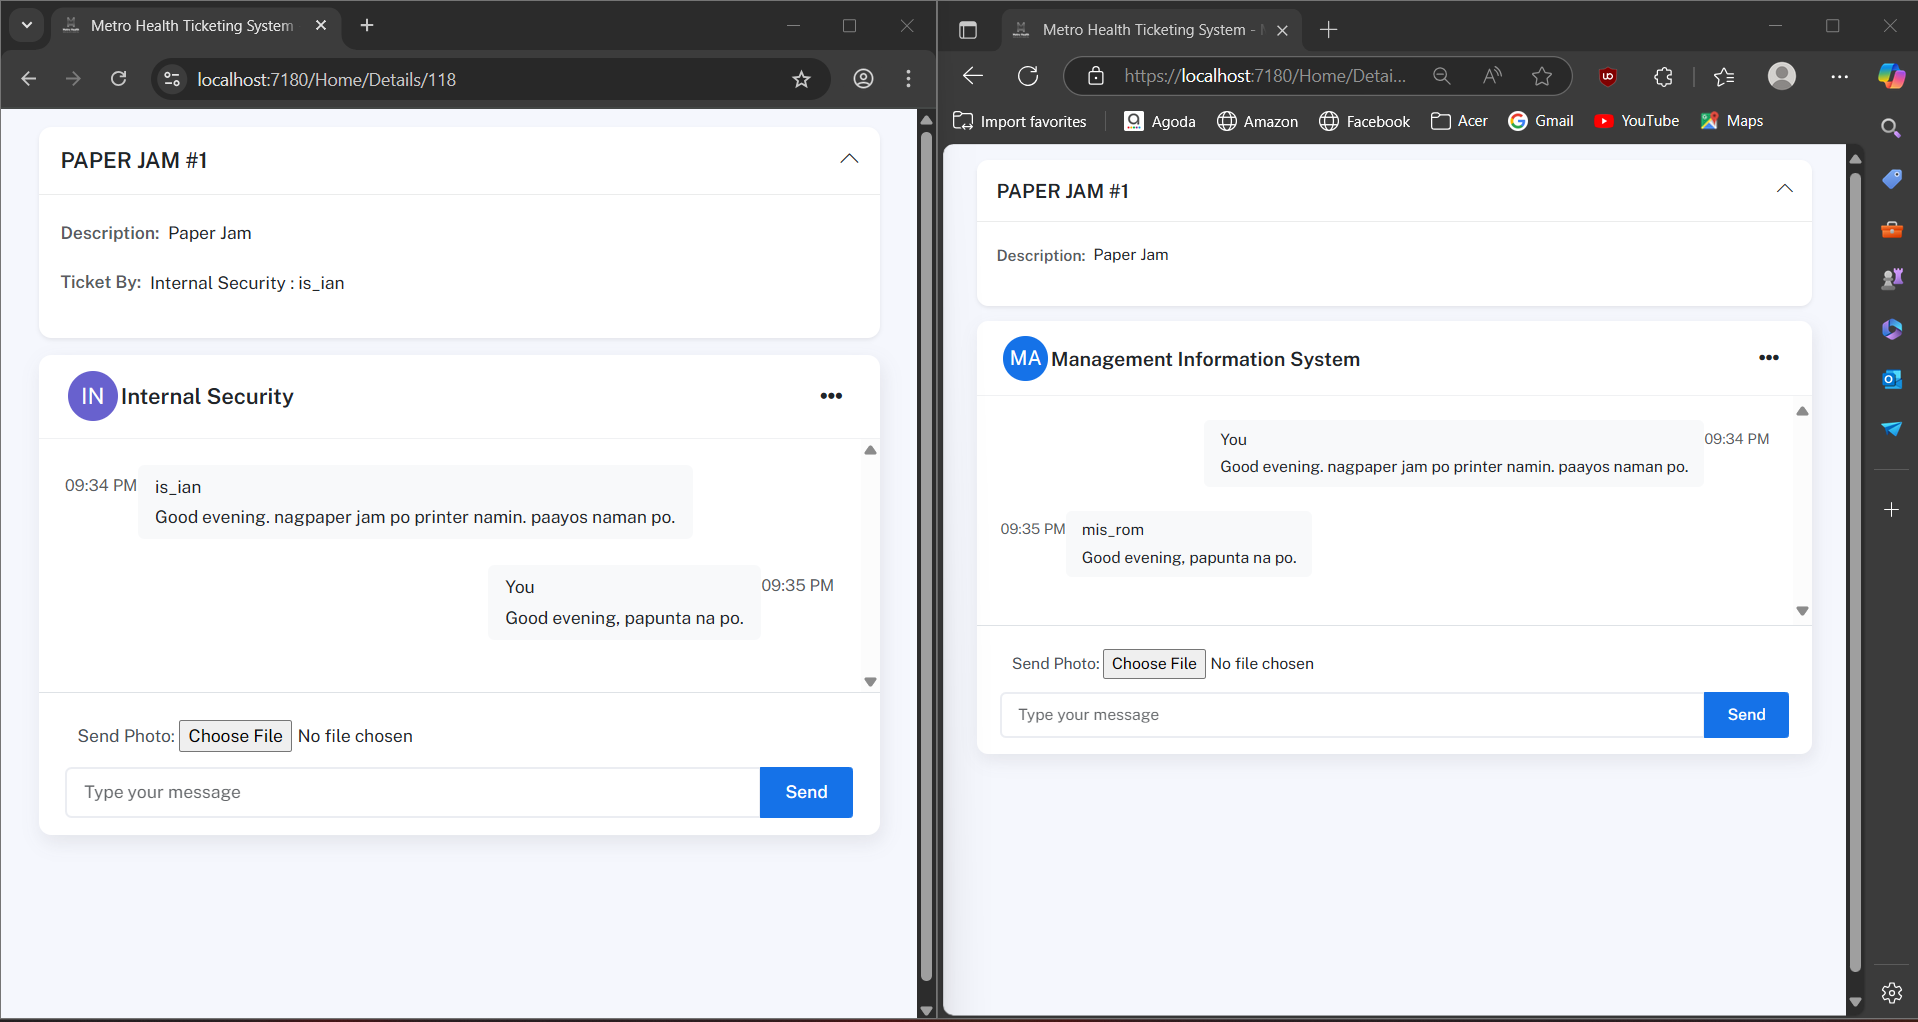 Metro Health Ticketing System
localhost:7180/Home/Details/118
PAPER JAM #1
Description: Paper Jam
Ticket By: Internal Security : is_ian
IN Internal Security
09:34 PM
is_ian
Good evening. nagpaper jam po printer namin. paayos naman po.
You
09:35 PM
Good evening, papunta na po.
Send Photo: Choose File No file chosen
Type your message
Send
Metro Health Ticketing System -
https://localhost:7180/Home/Detai...
Import favorites
Agoda
Amazon
Facebook
Acer
Gmail
YouTube
Maps
PAPER JAM #1
Description: Paper Jam
MA Management Information System
You
09:34 PM
Good evening. nagpaper jam po printer namin. paayos naman po.
09:35 PM
mis_rom
Good evening, papunta na po.
Send Photo: Choose File No file chosen
Type your message
Send